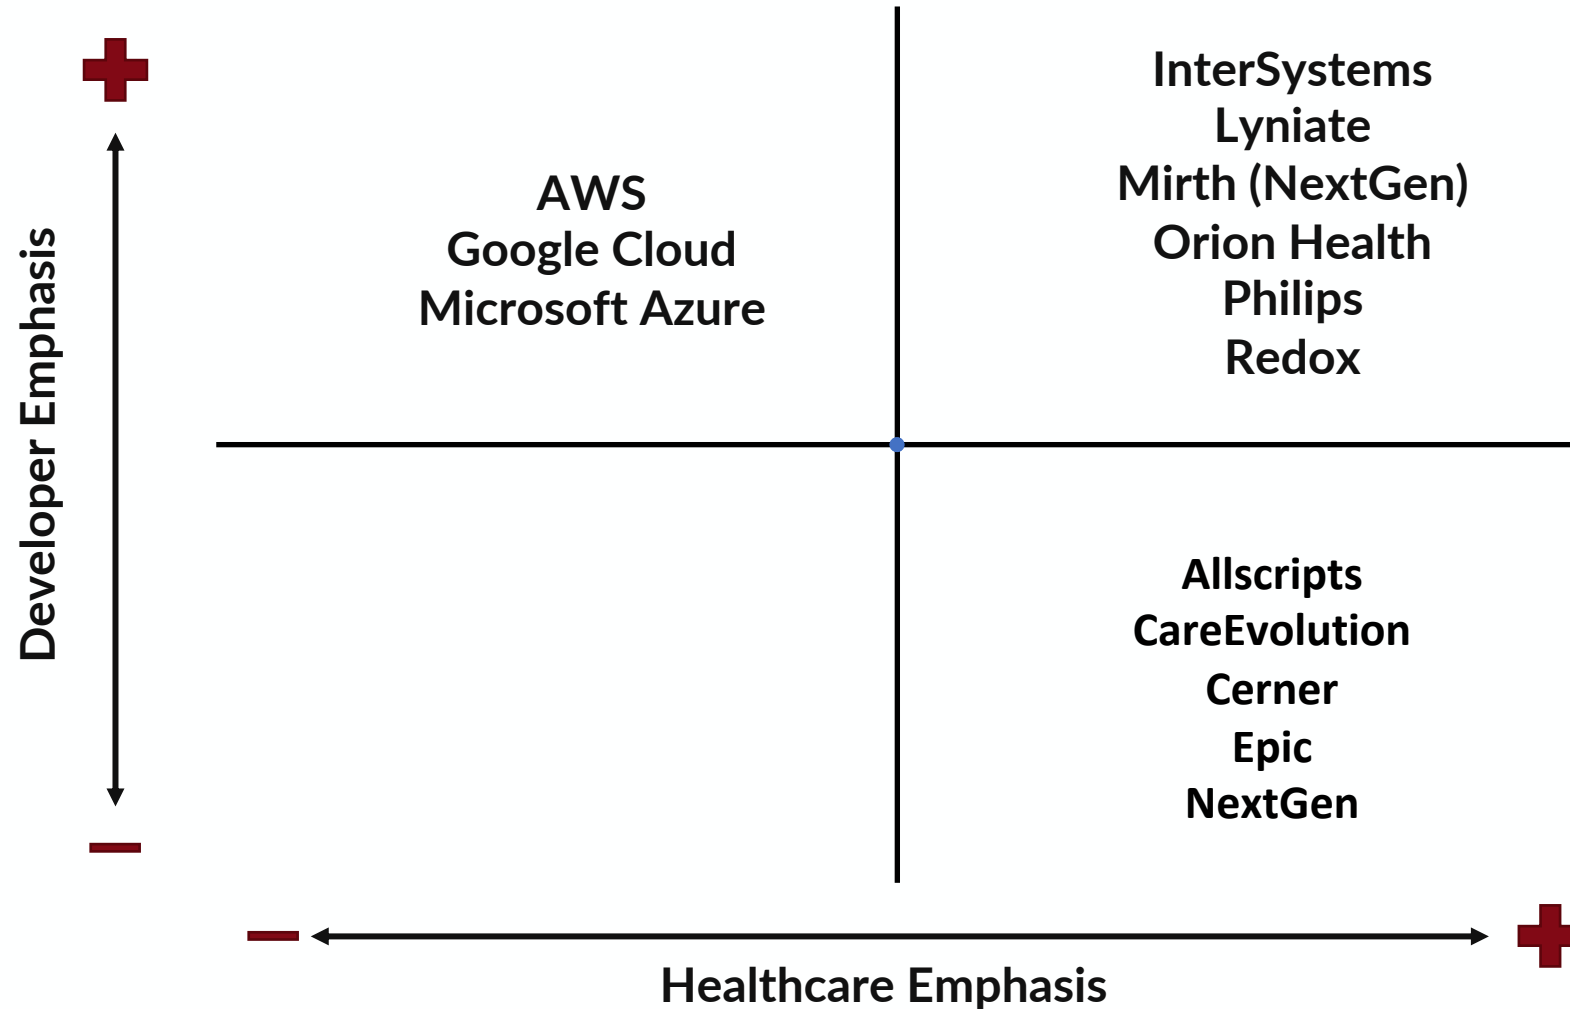 InterSystems
Lyniate
Mirth (NextGen)
Orion Health
Philips
Redox
AWS
Google Cloud
Microsoft Azure
Developer Emphasis
Allscripts
CareEvolution
Cerner
Epic
NextGen
Healthcare Emphasis